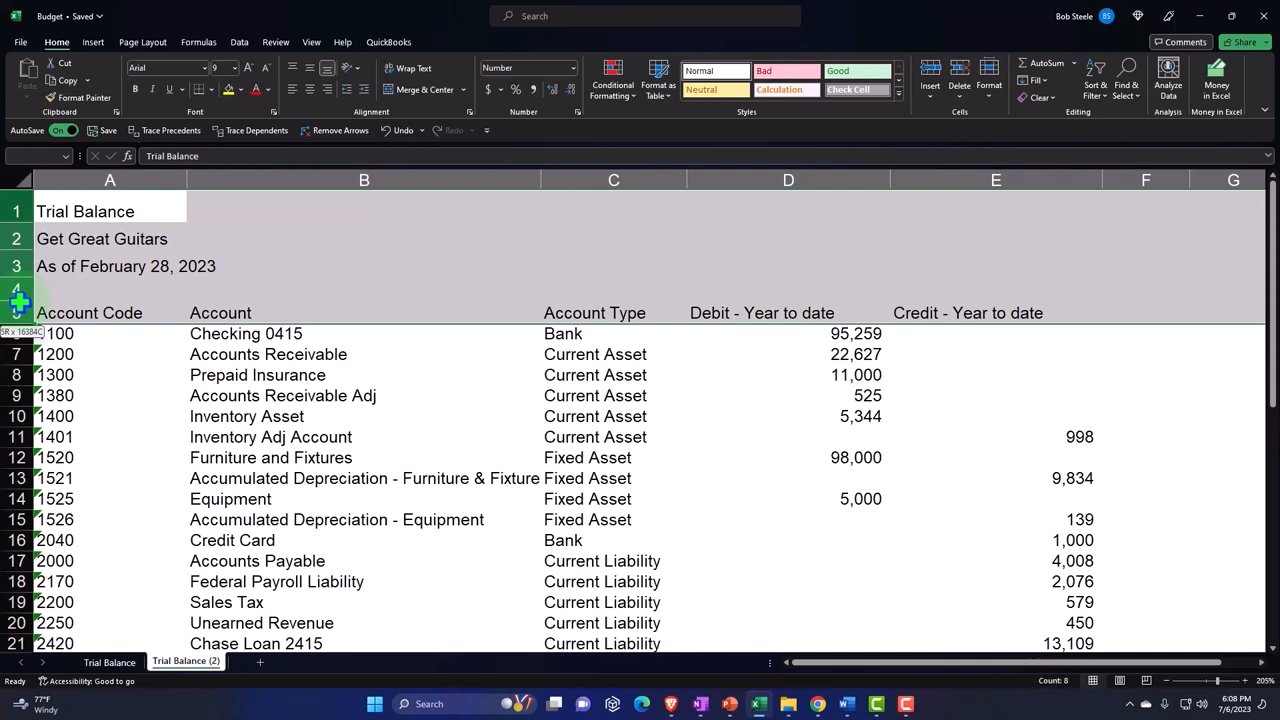 Budget • Saved
Search
Bob Steele
BS
File
Home
Insert
Page Layout
Formulas
Data
Review
View
Help
QuickBooks
Comments
Share
Cut
Copy
Paste
Format Painter
Clipboard
Arial
9
B
I
U
Font
Wrap Text
Merge & Center
Alignment
Number
$
%
Number
Conditional
Formatting
Format as
Table
Normal
Bad
Good
Neutral
Calculation
Check Cell
Styles
Insert
Delete
Format
Cells
AutoSum
Fill
Clear
Sort &
Filter
Find &
Select
Editing
Analyze
Data
Analysis
Money
in Excel
Money in Excel
AutoSave On
Save
Trace Precedents
Trace Dependents
Remove Arrows
Undo
Redo
fx
Trial Balance
A B C D E F G
1 Trial Balance
2 Get Great Guitars
3 As of February 28, 2023
4
5 Account Code Account Account Type Debit - Year to date Credit - Year to date
5R x 16384C
100 Checking 0415 Bank 95,259
7 1200 Accounts Receivable Current Asset 22,627
8 1300 Prepaid Insurance Current Asset 11,000
9 1380 Accounts Receivable Adj Current Asset 525
10 1400 Inventory Asset Current Asset 5,344
11 1401 Inventory Adj Account Current Asset 998
12 1520 Furniture and Fixtures Fixed Asset 98,000
13 1521 Accumulated Depreciation - Furniture & Fixture Fixed Asset 9,834
14 1525 Equipment Fixed Asset 5,000
15 1526 Accumulated Depreciation - Equipment Fixed Asset 139
16 2040 Credit Card Bank 1,000
17 2000 Accounts Payable Current Liability 4,008
18 2170 Federal Payroll Liability Current Liability 2,076
19 2200 Sales Tax Current Liability 579
20 2250 Unearned Revenue Current Liability 450
21 2420 Chase Loan 2415 Current Liability 13,109
Trial Balance
Trial Balance (2)
Ready
Accessibility: Good to go
Count: 8
205%
77°F
Windy
Search
6:08 PM
7/6/2023